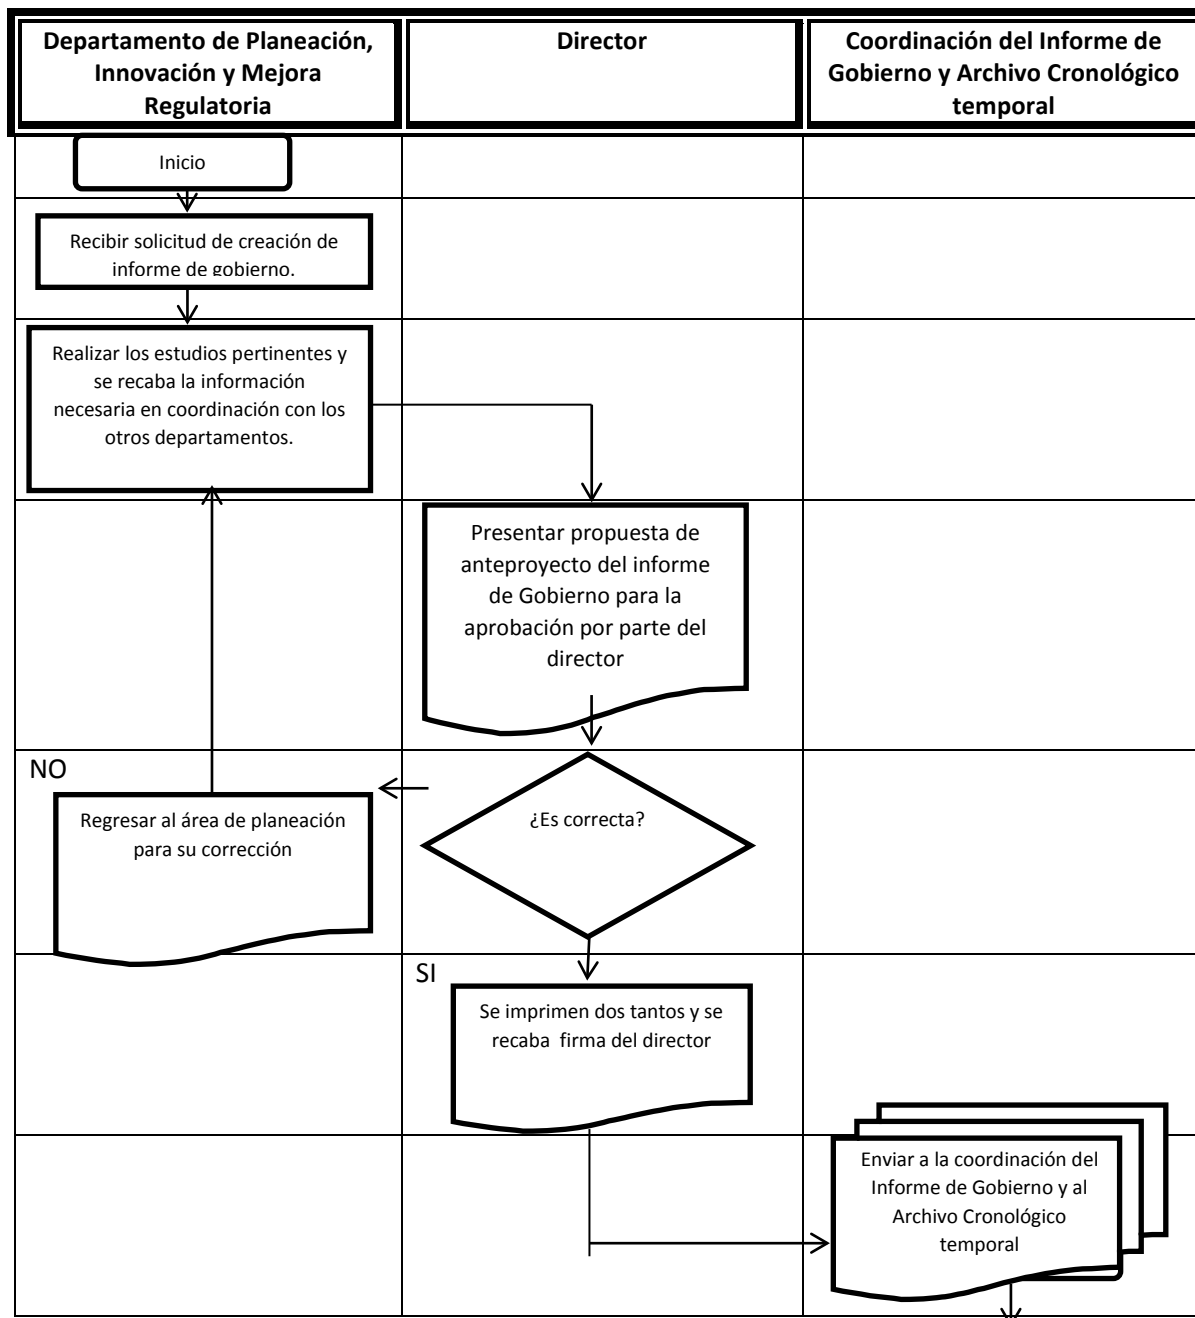 Departamento de Planeación,
Innovación y Mejora
Regulatoria
Director
Coordinación del Informe de
Gobierno y Archivo Cronológico
temporal
Inicio
Recibir solicitud de creación de
informe de gobierno.
Realizar los estudios pertinentes y
se recaba la información
necesaria en coordinación con los
otros departamentos.
Presentar propuesta de
anteproyecto del informe
de Gobierno para la
aprobación por parte del
director
NO
Regresar al área de planeación
para su corrección
¿Es correcta?
SI
Se imprimen dos tantos y se
recaba firma del director
Enviar a la coordinación del
Informe de Gobierno y al
Archivo Cronológico
temporal